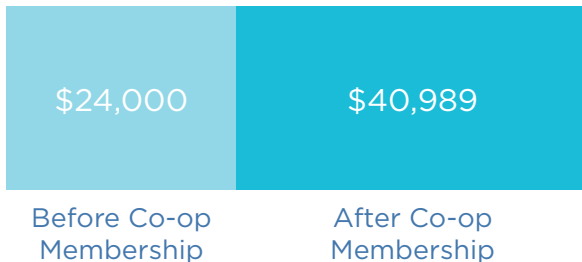 $24,000
$40,989
Before Co-op
Membership
After Co-op
Membership